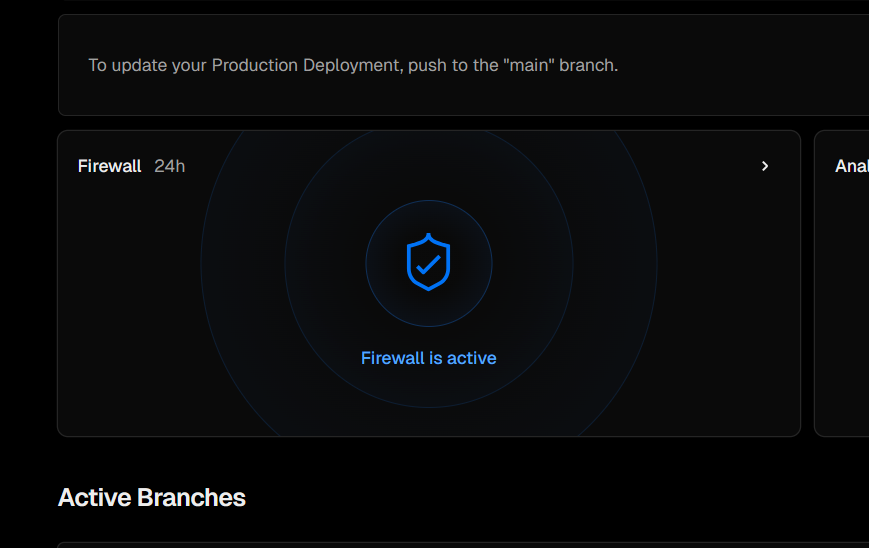 To update your Production Deployment, push to the "main" branch.
Firewall 24h
Firewall is active
Active Branches